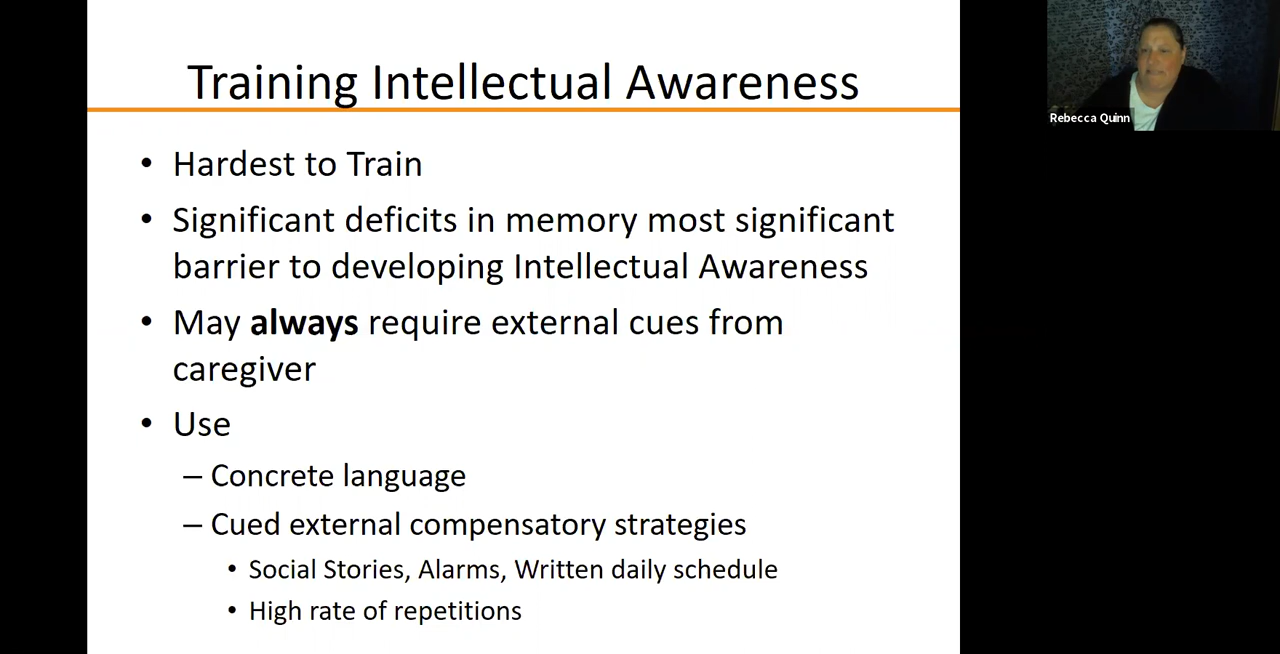 Training Intellectual Awareness
• Hardest to Train
• Significant deficits in memory most significant
barrier to developing Intellectual Awareness
• May always require external cues from
caregiver
• Use
– Concrete language
– Cued external compensatory strategies
• Social Stories, Alarms, Written daily schedule
• High rate of repetitions
Rebecca Quinn